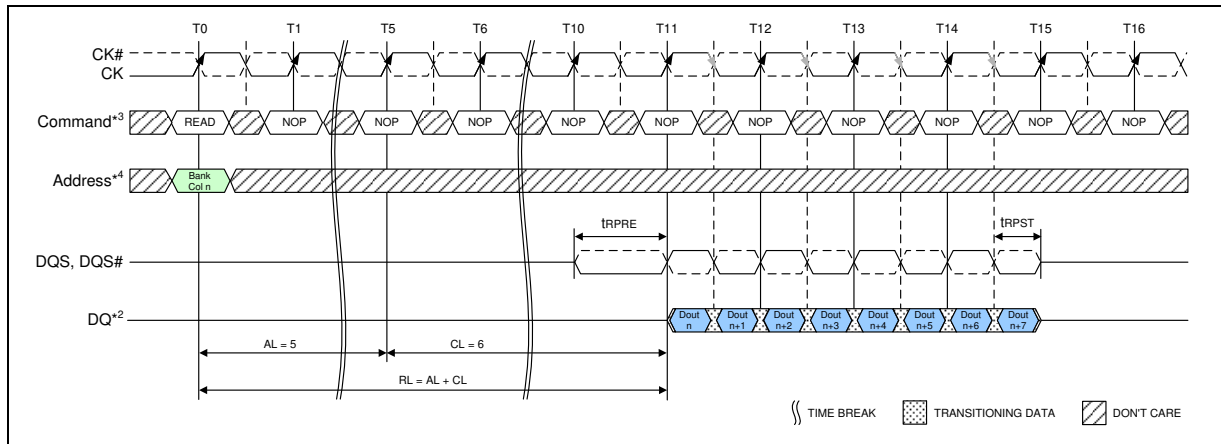 T0 T1 T5 T6 T10 T11 T12 T13 T14 T15 T16
CK#
CK
Command*3 READ NOP NOP NOP NOP NOP NOP NOP NOP NOP NOP
Address*4 Bank
Col n
tRPRE tRPST
DQS, DQS#
DQ*2 Dout n Dout n+1 Dout n+2 Dout n+3 Dout n+4 Dout n+5 Dout n+6 Dout n+7
AL = 5 CL = 6
RL = AL + CL
TIME BREAK TRANSITIONING DATA DON'T CARE